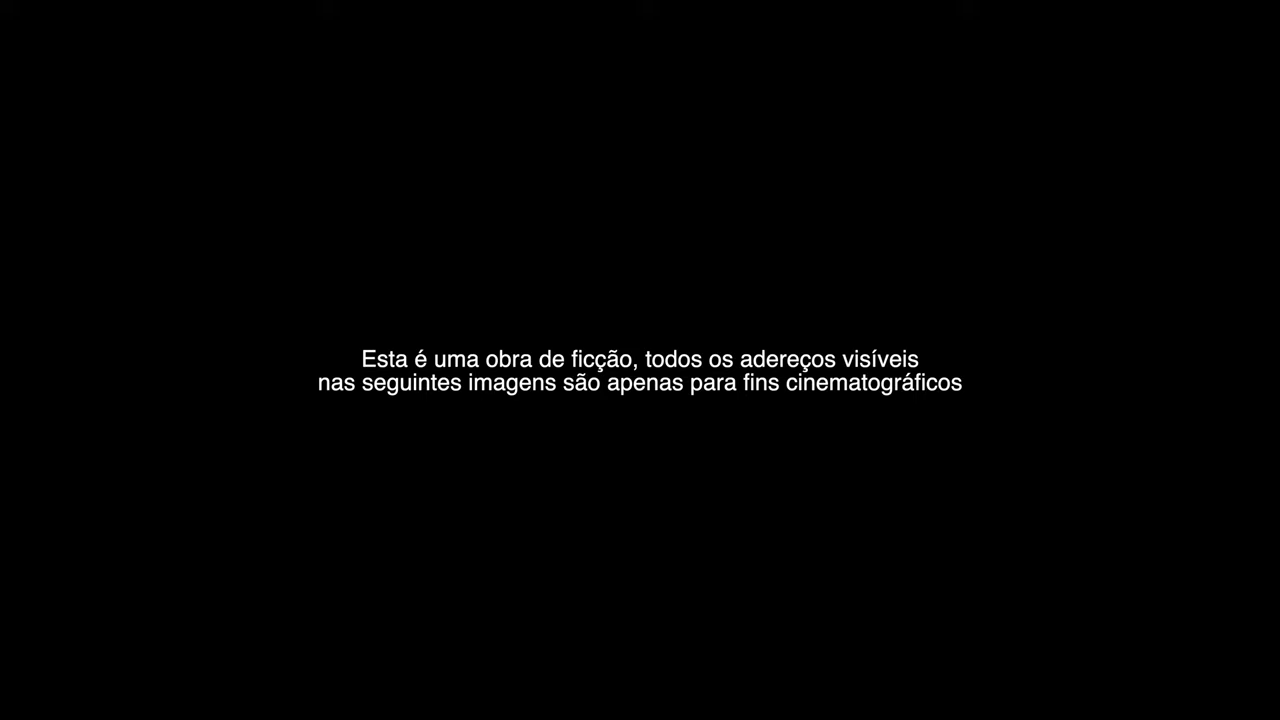 Esta é uma obra de ficção, todos os adereços visíveis
nas seguintes imagens são apenas para fins cinematográficos